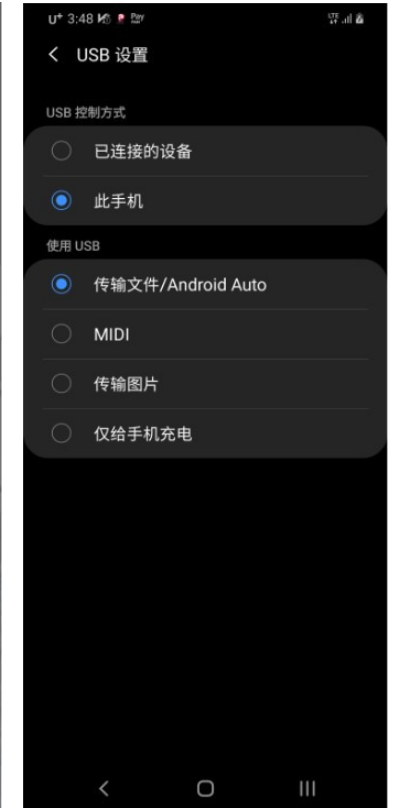 U⁺ 3:48
Pay
LTE
USB 设置
USB 控制方式
已连接的设备
此手机
使用 USB
传输文件/Android Auto
MIDI
传输图片
仅给手机充电